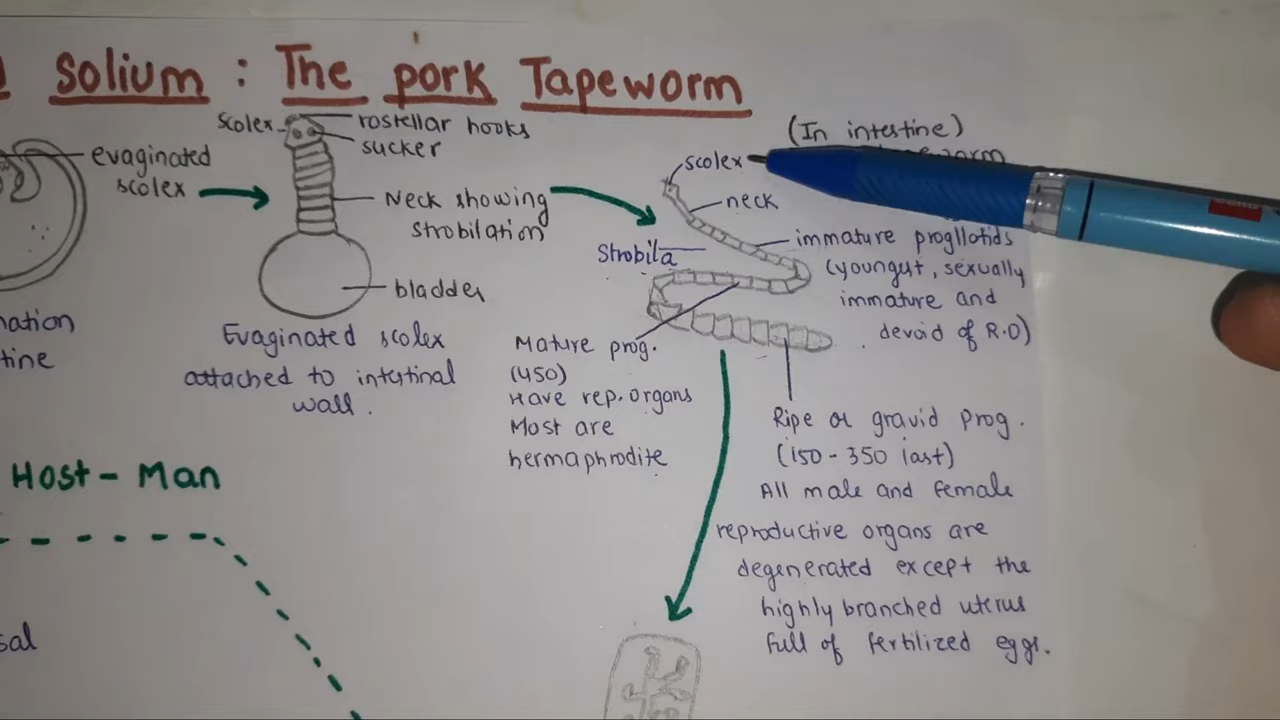 Solium : The pork Tapeworm
evaginated
scolex
scolex
rostellar hooks
sucker
Neck showing
strobilation
bladder
Evaginated scolex
attached to intestinal
wall.
(In intestine)
scolex
neck
Strobila
immature progllotids
(youngest, sexually
immature and
devoid of R.O)
Mature prog.
(450)
Have rep. organs
Most are
hermaphrodite
Ripe or gravid prog.
(150-350 last)
All male and female
reproductive organs are
degenerated except the
highly branched uterus
full of fertilized eggs.
Host - Man